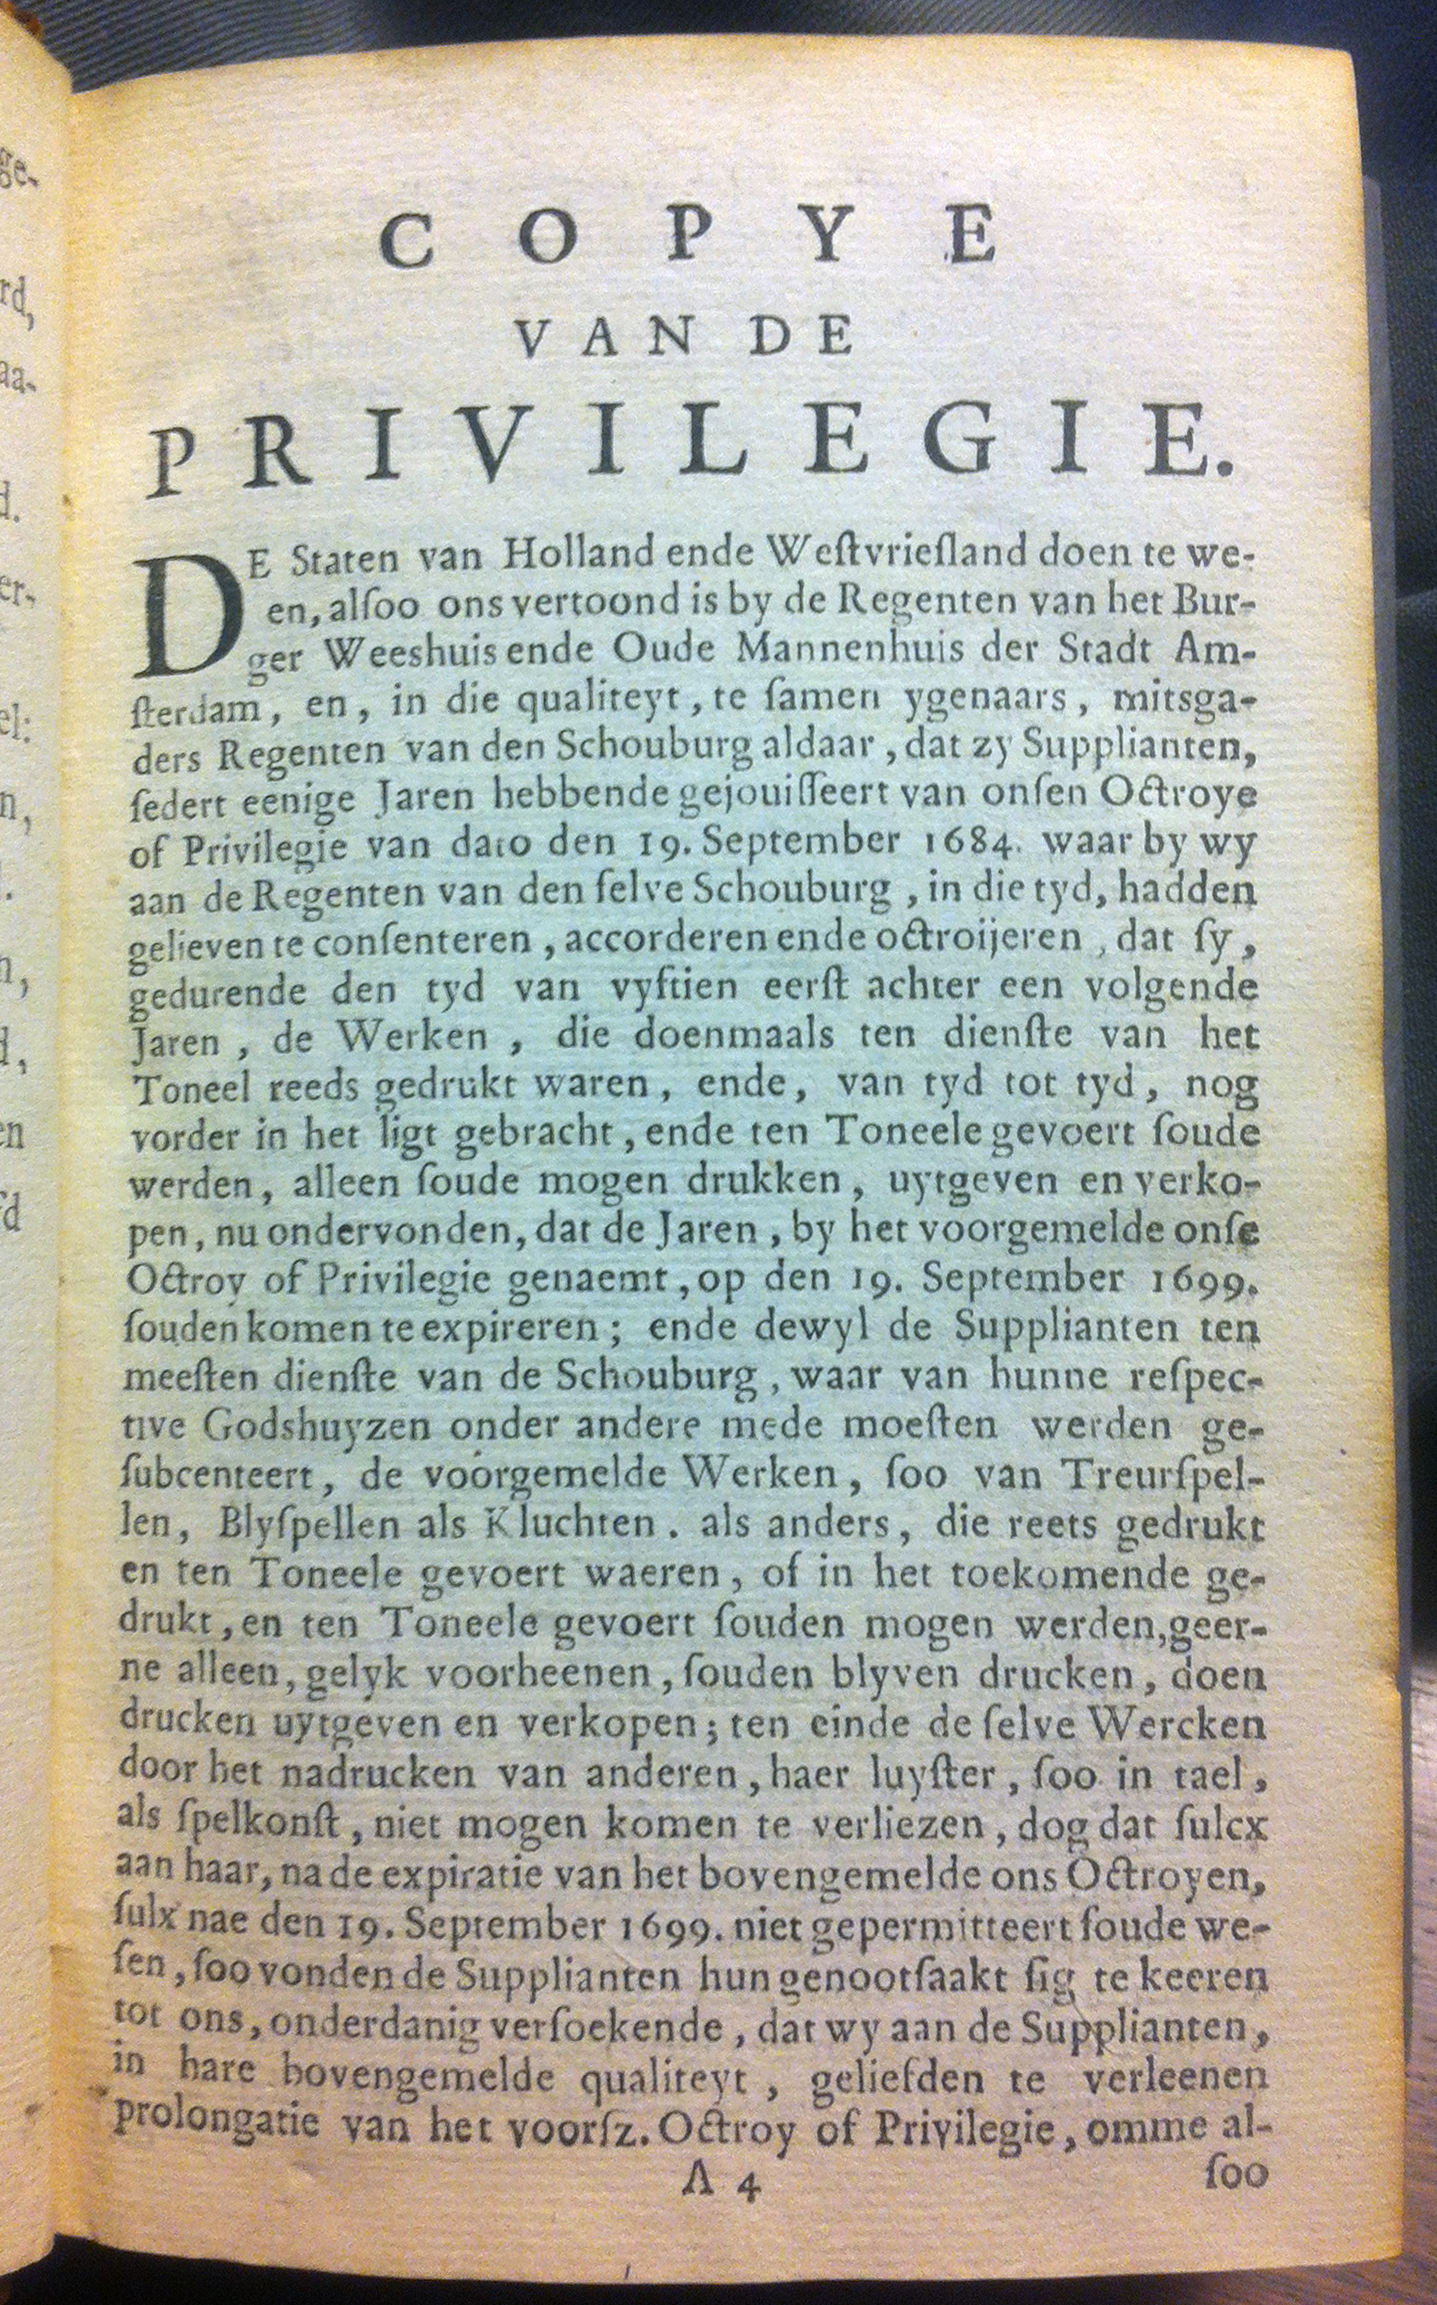 COPYE
VAN DE
PRIVILEGIE.
DE Staten van Holland ende Weſtvrieſland doen te we-
en, alſoo ons vertoond is by de Regenten van het Bur-
ger Weeshuis ende Oude Mannenhuis der Stadt Am-
ſterdam, en, in die qualiteyt, te ſamen ygenaars, mitsga-
ders Regenten van den Schouburg aldaar, dat zy Supplianten,
ſedert eenige Jaren hebbende gejouiſſeert van onſen Octroye
of Privilegie van dato den 19. September 1684. waar by wy
aan de Regenten van den ſelve Schouburg, in die tyd, hadden
gelieven te conſenteren, accorderen ende octroijeren, dat ſy,
gedurende den tyd van vyftien eerſt achter een volgende
Jaren, de Werken, die doenmaals ten dienſte van het
Toneel reeds gedrukt waren, ende, van tyd tot tyd, nog
vorder in het ligt gebracht, ende ten Toneele gevoert ſoude
werden, alleen ſoude mogen drukken, uytgeven en verko-
pen, nu ondervonden, dat de Jaren, by het voorgemelde onſe
Octroy of Privilegie genaemt, op den 19. September 1699.
ſouden komen te expireren; ende dewyl de Supplianten ten
meeſten dienſte van de Schouburg, waar van hunne reſpec-
tive Godshuyzen onder andere mede moeſten werden ge-
ſubcenteert, de voorgemelde Werken, ſoo van Treurſpel-
len, Blyſpellen als Kluchten. als anders, die reets gedrukt
en ten Toneele gevoert waeren, of in het toekomende ge-
drukt, en ten Toneele gevoert ſouden mogen werden, geer-
ne alleen, gelyk voorheenen, ſouden blyven drucken, doen
drucken uytgeven en verkopen; ten einde de ſelve Wercken
door het nadrucken van anderen, haer luyſter, ſoo in tael,
als ſpelkonſt, niet mogen komen te verliezen, dog dat ſulcx
aan haar, na de expiratie van het bovengemelde ons Octroyen,
ſulx nae den 19. September 1699. niet gepermitteert ſoude we-
ſen, ſoo vonden de Supplianten hun genootſaakt ſig te keeren
tot ons, onderdanig verſoekende, dat wy aan de Supplianten,
in hare bovengemelde qualiteyt, geliefden te verleenen
prolongatie van het voorſz. Octroy of Privilegie, omme al-
A 4 ſoo